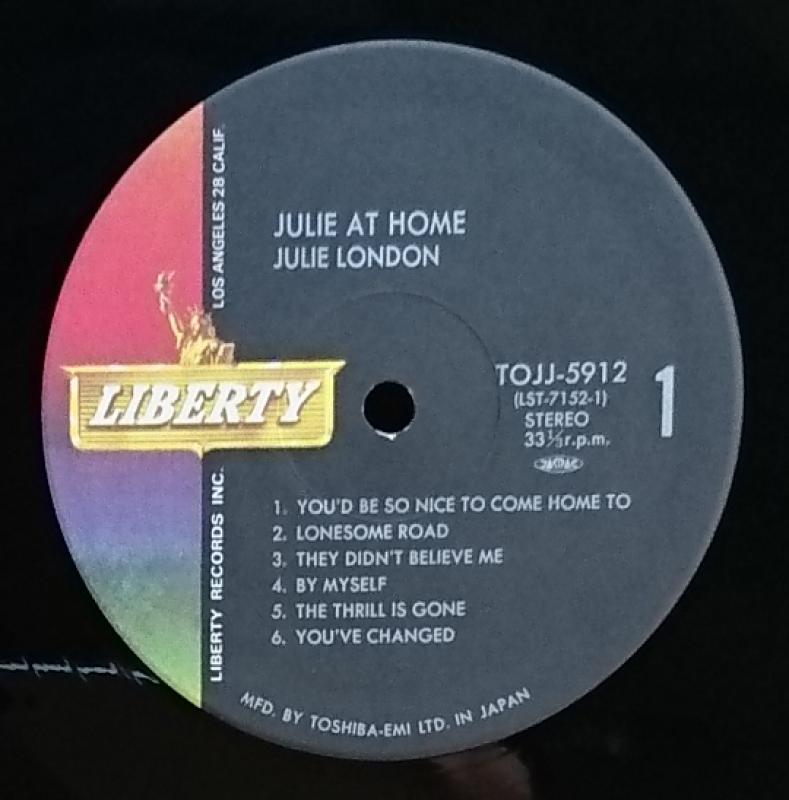 LOS ANGELES 28 CALIF.
JULIE AT HOME
JULIE LONDON
LIBERTY
TOJJ-5912
(LST-7152-1)
STEREO
33⅓r.p.m.
JASRAC
1
LIBERTY RECORDS INC.
1. YOU'D BE SO NICE TO COME HOME TO
2. LONESOME ROAD
3. THEY DIDN'T BELIEVE ME
4. BY MYSELF
5. THE THRILL IS GONE
6. YOU'VE CHANGED
MFD. BY TOSHIBA-EMI LTD. IN JAPAN